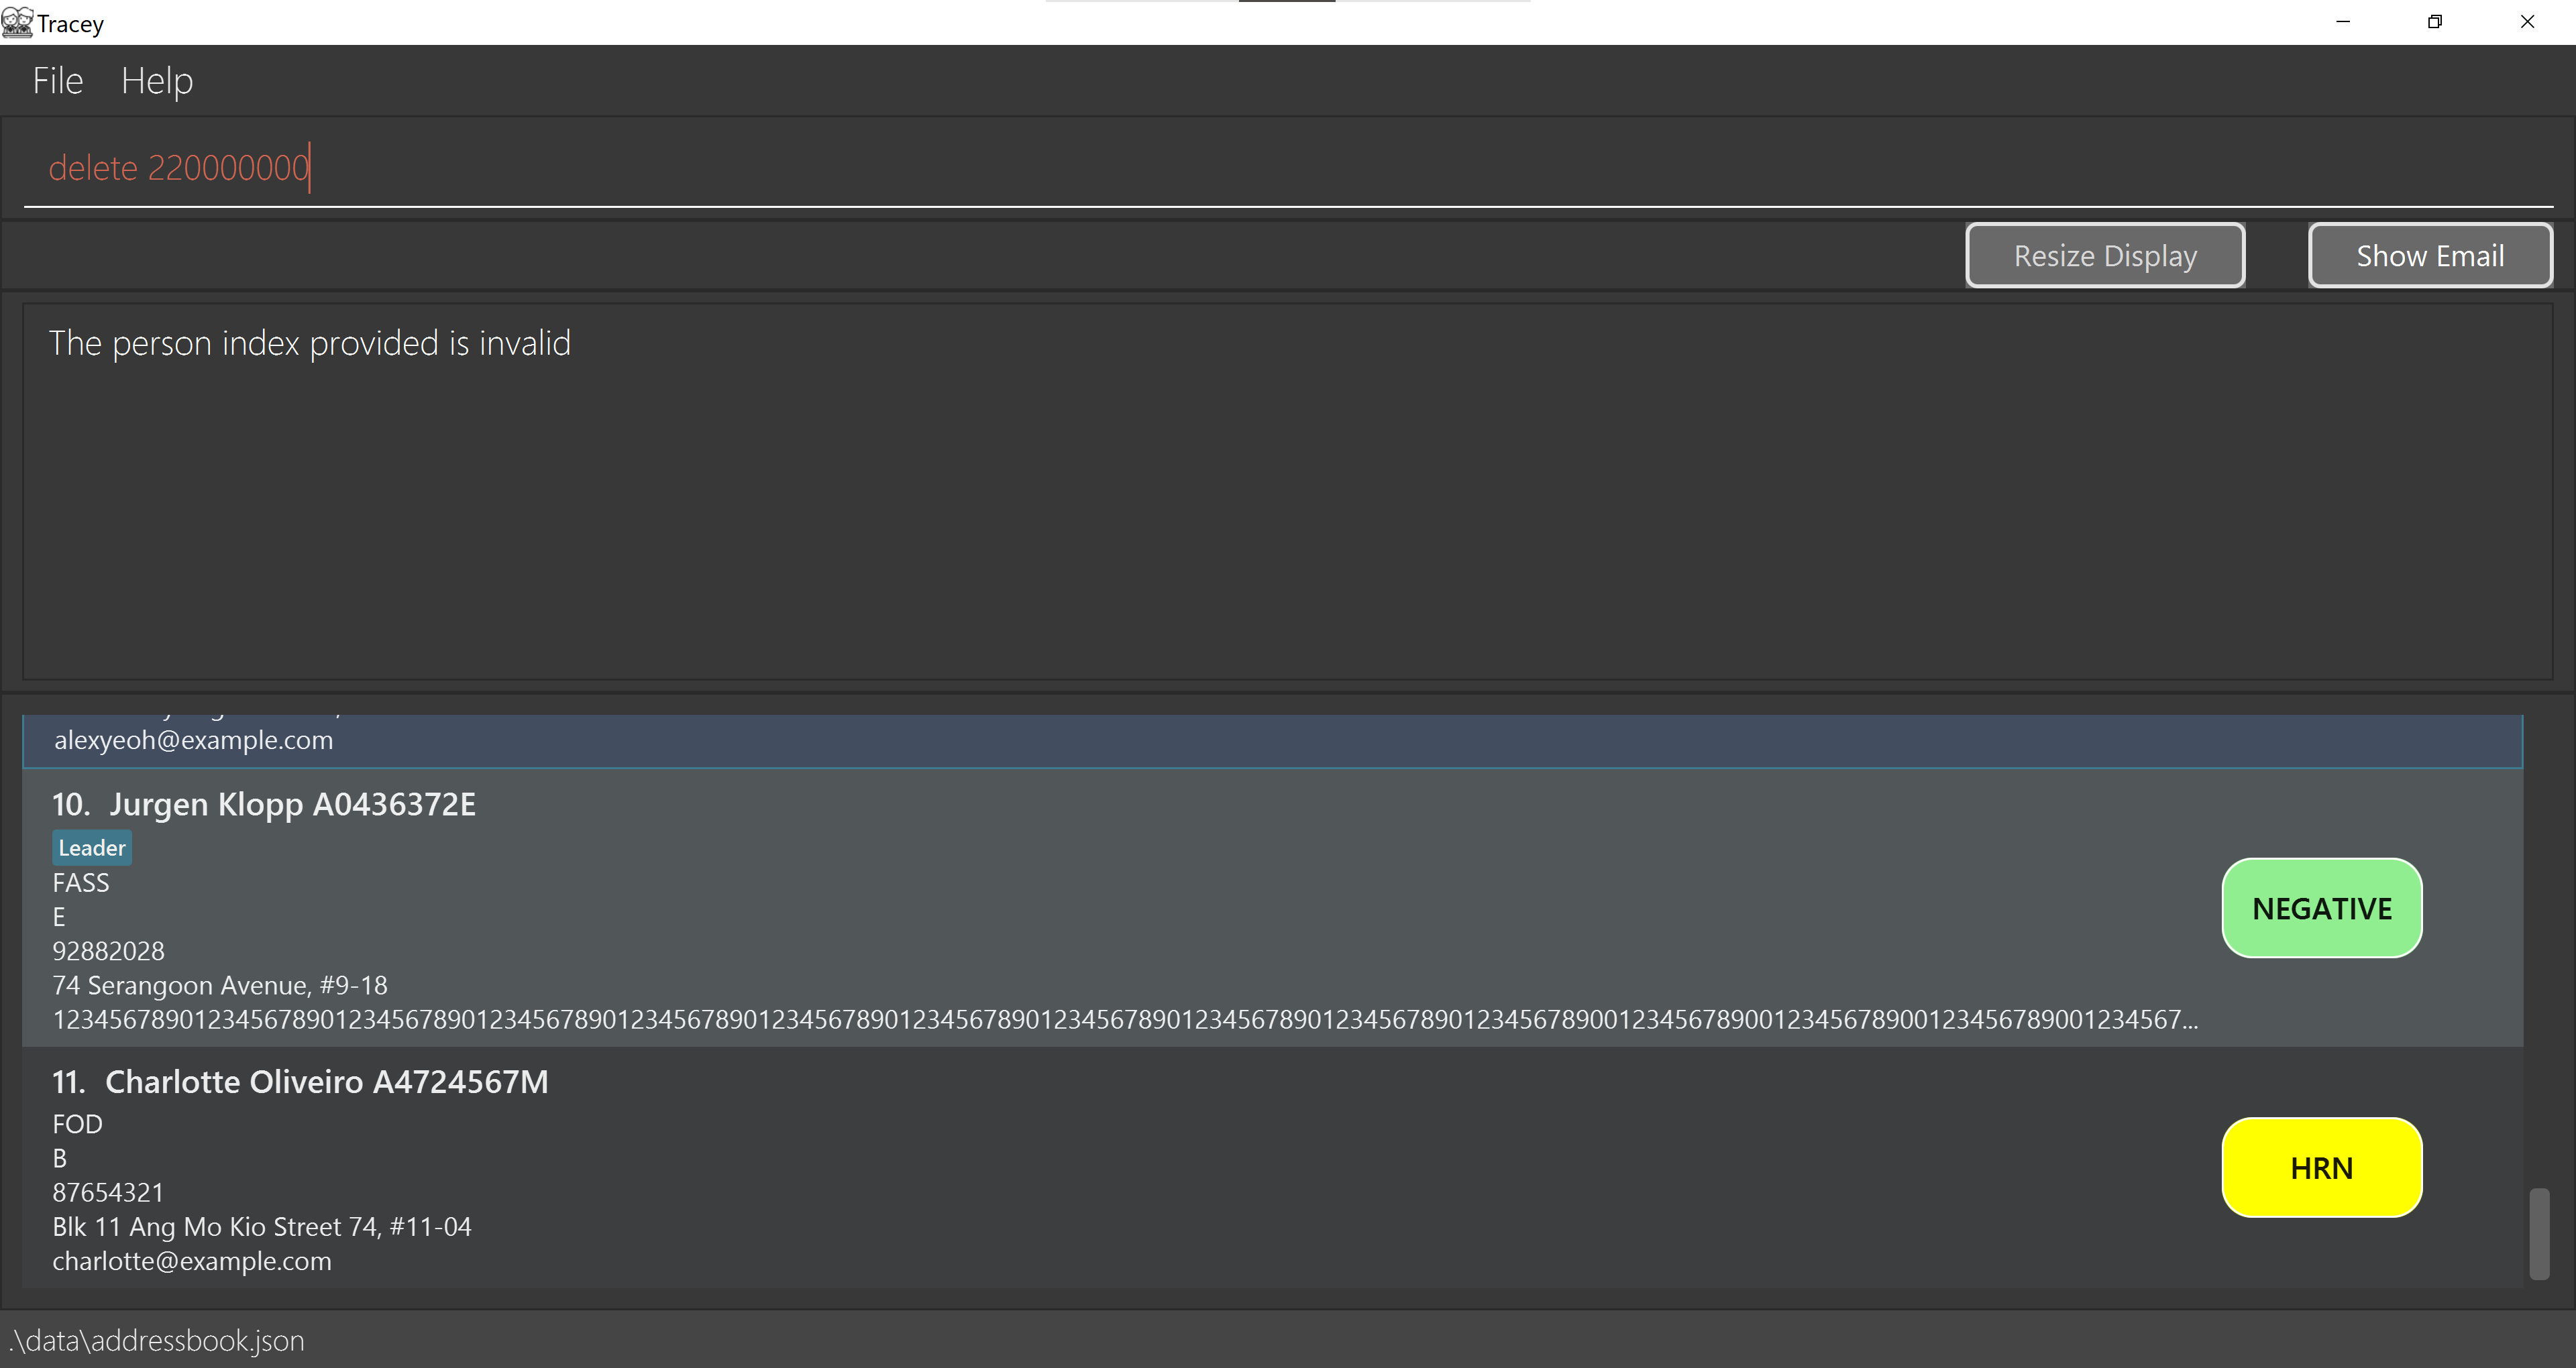 Tracey
File Help
delete 220000000
Resize Display Show Email
The person index provided is invalid
alexyeoh@example.com
10. Jurgen Klopp A0436372E
Leader
FASS
E
NEGATIVE
92882028
74 Serangoon Avenue, #9-18
1234567890123456789012345678901234567890123456789012345678901234567890123456789012345678901234567890123456789001234567890012345678900123456789001234567...
11. Charlotte Oliveiro A4724567M
FOD
B
HRN
87654321
Blk 11 Ang Mo Kio Street 74, #11-04
charlotte@example.com
.\data\addressbook.json